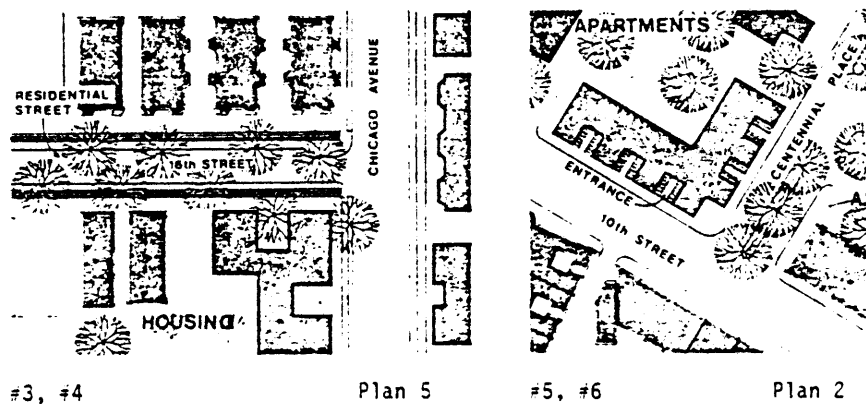 RESIDENTIAL
STREET
16th STREET
CHICAGO AVENUE
HOUSING
#3, #4
Plan 5
APARTMENTS
ENTRANCE
10th STREET
CENTENNIAL PLACE
A
#5, #6
Plan 2